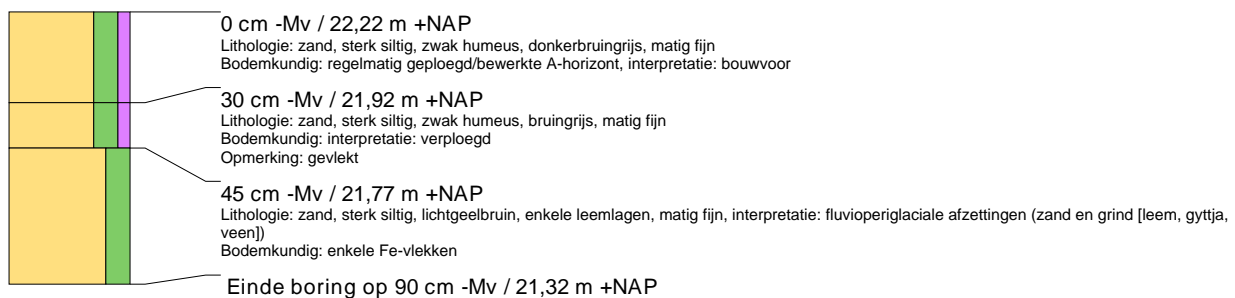 0 cm -Mv / 22,22 m +NAP
Lithologie: zand, sterk siltig, zwak humeus, donkerbruingrijs, matig fijn
Bodemkundig: regelmatig geploegd/bewerkte A-horizont, interpretatie: bouwvoor
30 cm -Mv / 21,92 m +NAP
Lithologie: zand, sterk siltig, zwak humeus, bruingrijs, matig fijn
Bodemkundig: interpretatie: verploegd
Opmerking: gevlekt
45 cm -Mv / 21,77 m +NAP
Lithologie: zand, sterk siltig, lichtgeelbruin, enkele leemlagen, matig fijn, interpretatie: fluvioperiglaciale afzettingen (zand en grind [leem, gyttja,
veen])
Bodemkundig: enkele Fe-vlekken
Einde boring op 90 cm -Mv / 21,32 m +NAP